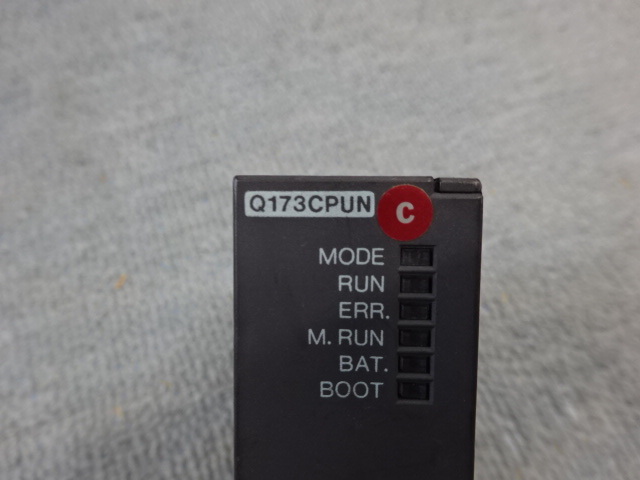 Q173CPUN C
MODE
RUN
ERR.
M. RUN
BAT.
BOOT